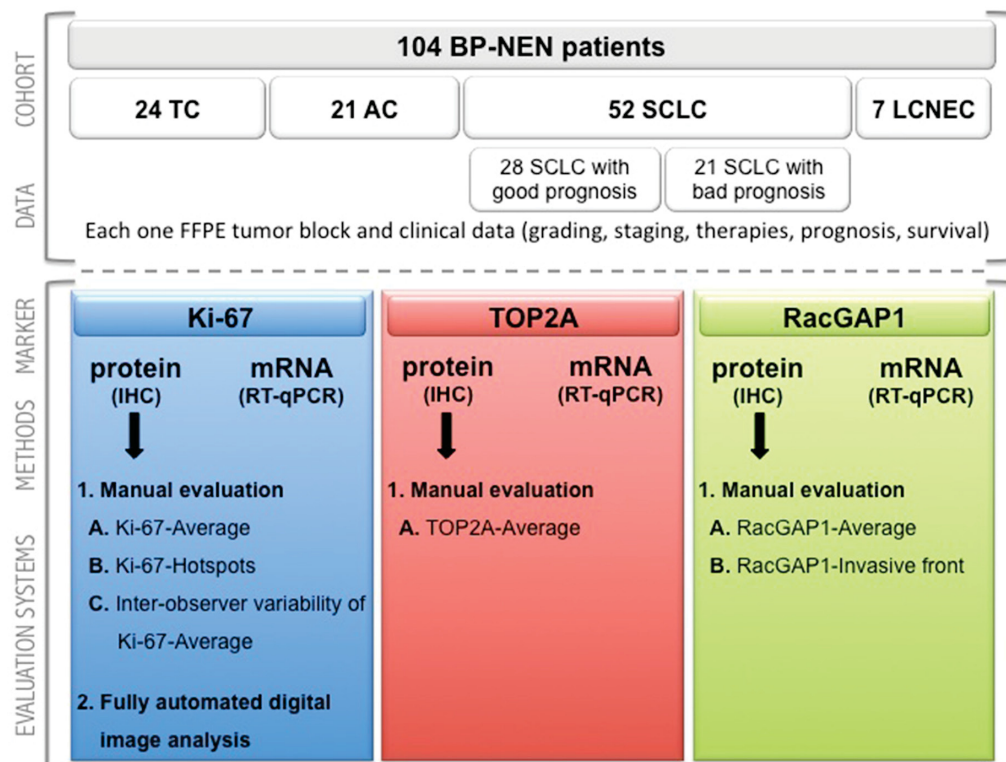 COHORT
104 BP-NEN patients
24 TC
21 AC
52 SCLC
7 LCNEC
DATA
28 SCLC with
good prognosis
21 SCLC with
bad prognosis
Each one FFPE tumor block and clinical data (grading, staging, therapies, prognosis, survival)
MARKER
METHODS
EVALUATION SYSTEMS
Ki-67
protein
(IHC)
mRNA
(RT-qPCR)
1. Manual evaluation
A. Ki-67-Average
B. Ki-67-Hotspots
C. Inter-observer variability of
Ki-67-Average
2. Fully automated digital
image analysis
TOP2A
protein
(IHC)
mRNA
(RT-qPCR)
1. Manual evaluation
A. TOP2A-Average
RacGAP1
protein
(IHC)
mRNA
(RT-qPCR)
1. Manual evaluation
A. RacGAP1-Average
B. RacGAP1-Invasive front